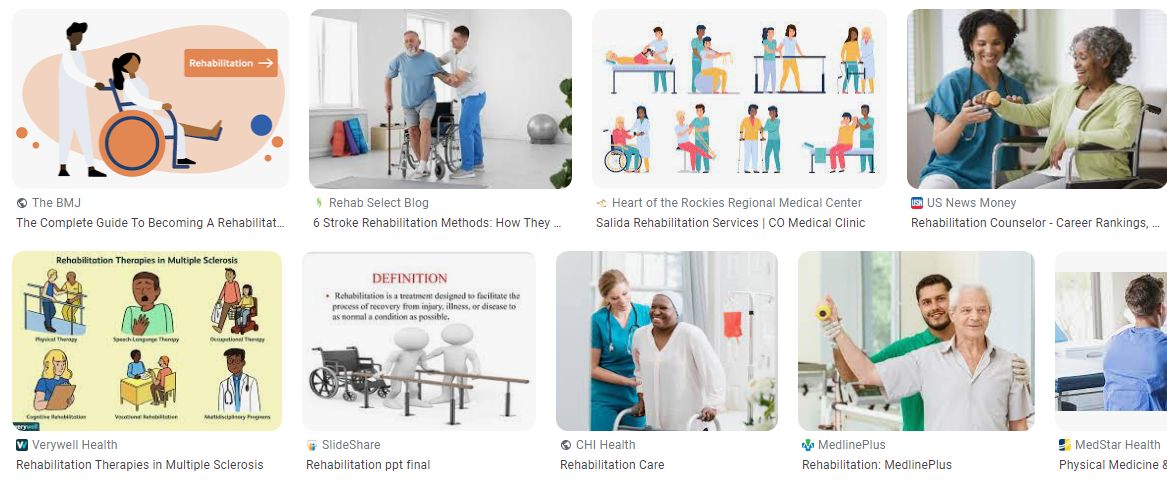 Rehabilitation →
The BMJ
The Complete Guide To Becoming A Rehabilitat...
Rehab Select Blog
6 Stroke Rehabilitation Methods: How They ...
Heart of the Rockies Regional Medical Center
Salida Rehabilitation Services | CO Medical Clinic
USN
US News Money
Rehabilitation Counselor - Career Rankings, ...
Rehabilitation Therapies in Multiple Sclerosis
Physical Therapy
Speech-Language Therapy
Occupational Therapy
Cognitive Rehabilitation
Vocational Rehabilitation
Multidisciplinary Programs
verywell
Verywell Health
Rehabilitation Therapies in Multiple Sclerosis
DEFINITION
• Rehabilitation is a treatment designed to facilitate the
process of recovery from injury, illness, or disease to
as normal a condition as possible.
SlideShare
Rehabilitation ppt final
CHI Health
Rehabilitation Care
MedlinePlus
Rehabilitation: MedlinePlus
MedStar Health
Physical Medicine &